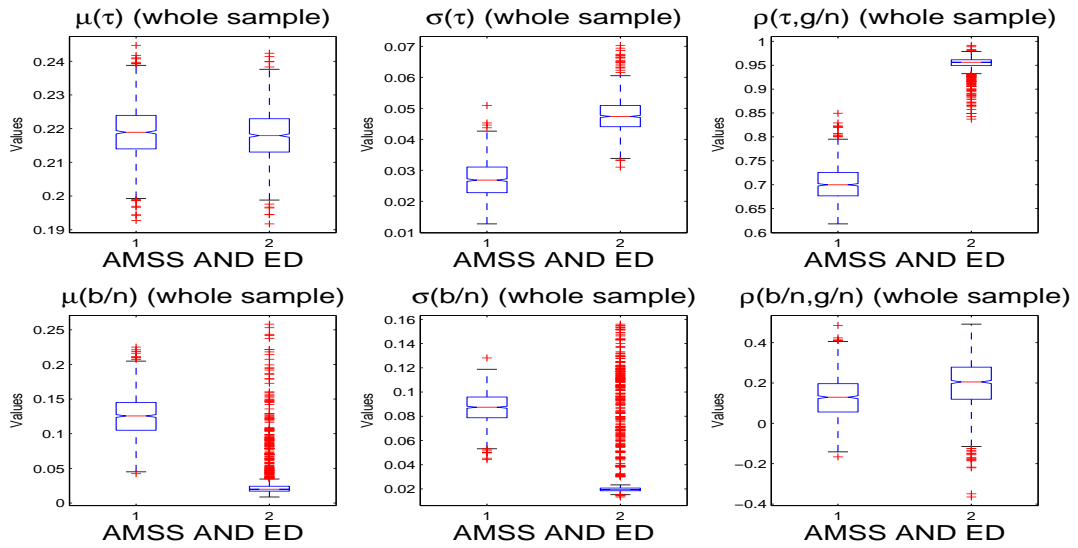 μ(τ) (whole sample)
0.24
0.23
0.22
0.21
0.2
0.19
Values
1
2
AMSS AND ED
σ(τ) (whole sample)
0.07
0.06
0.05
0.04
0.03
0.02
0.01
Values
1
2
AMSS AND ED
ρ(τ,g/n) (whole sample)
1
0.95
0.9
0.85
0.8
0.75
0.7
0.65
0.6
Values
1
2
AMSS AND ED
μ(b/n) (whole sample)
0.25
0.2
0.15
0.1
0.05
0
Values
1
2
AMSS AND ED
σ(b/n) (whole sample)
0.16
0.14
0.12
0.1
0.08
0.06
0.04
0.02
Values
1
2
AMSS AND ED
ρ(b/n,g/n) (whole sample)
0.4
0.2
0
−0.2
−0.4
Values
1
2
AMSS AND ED